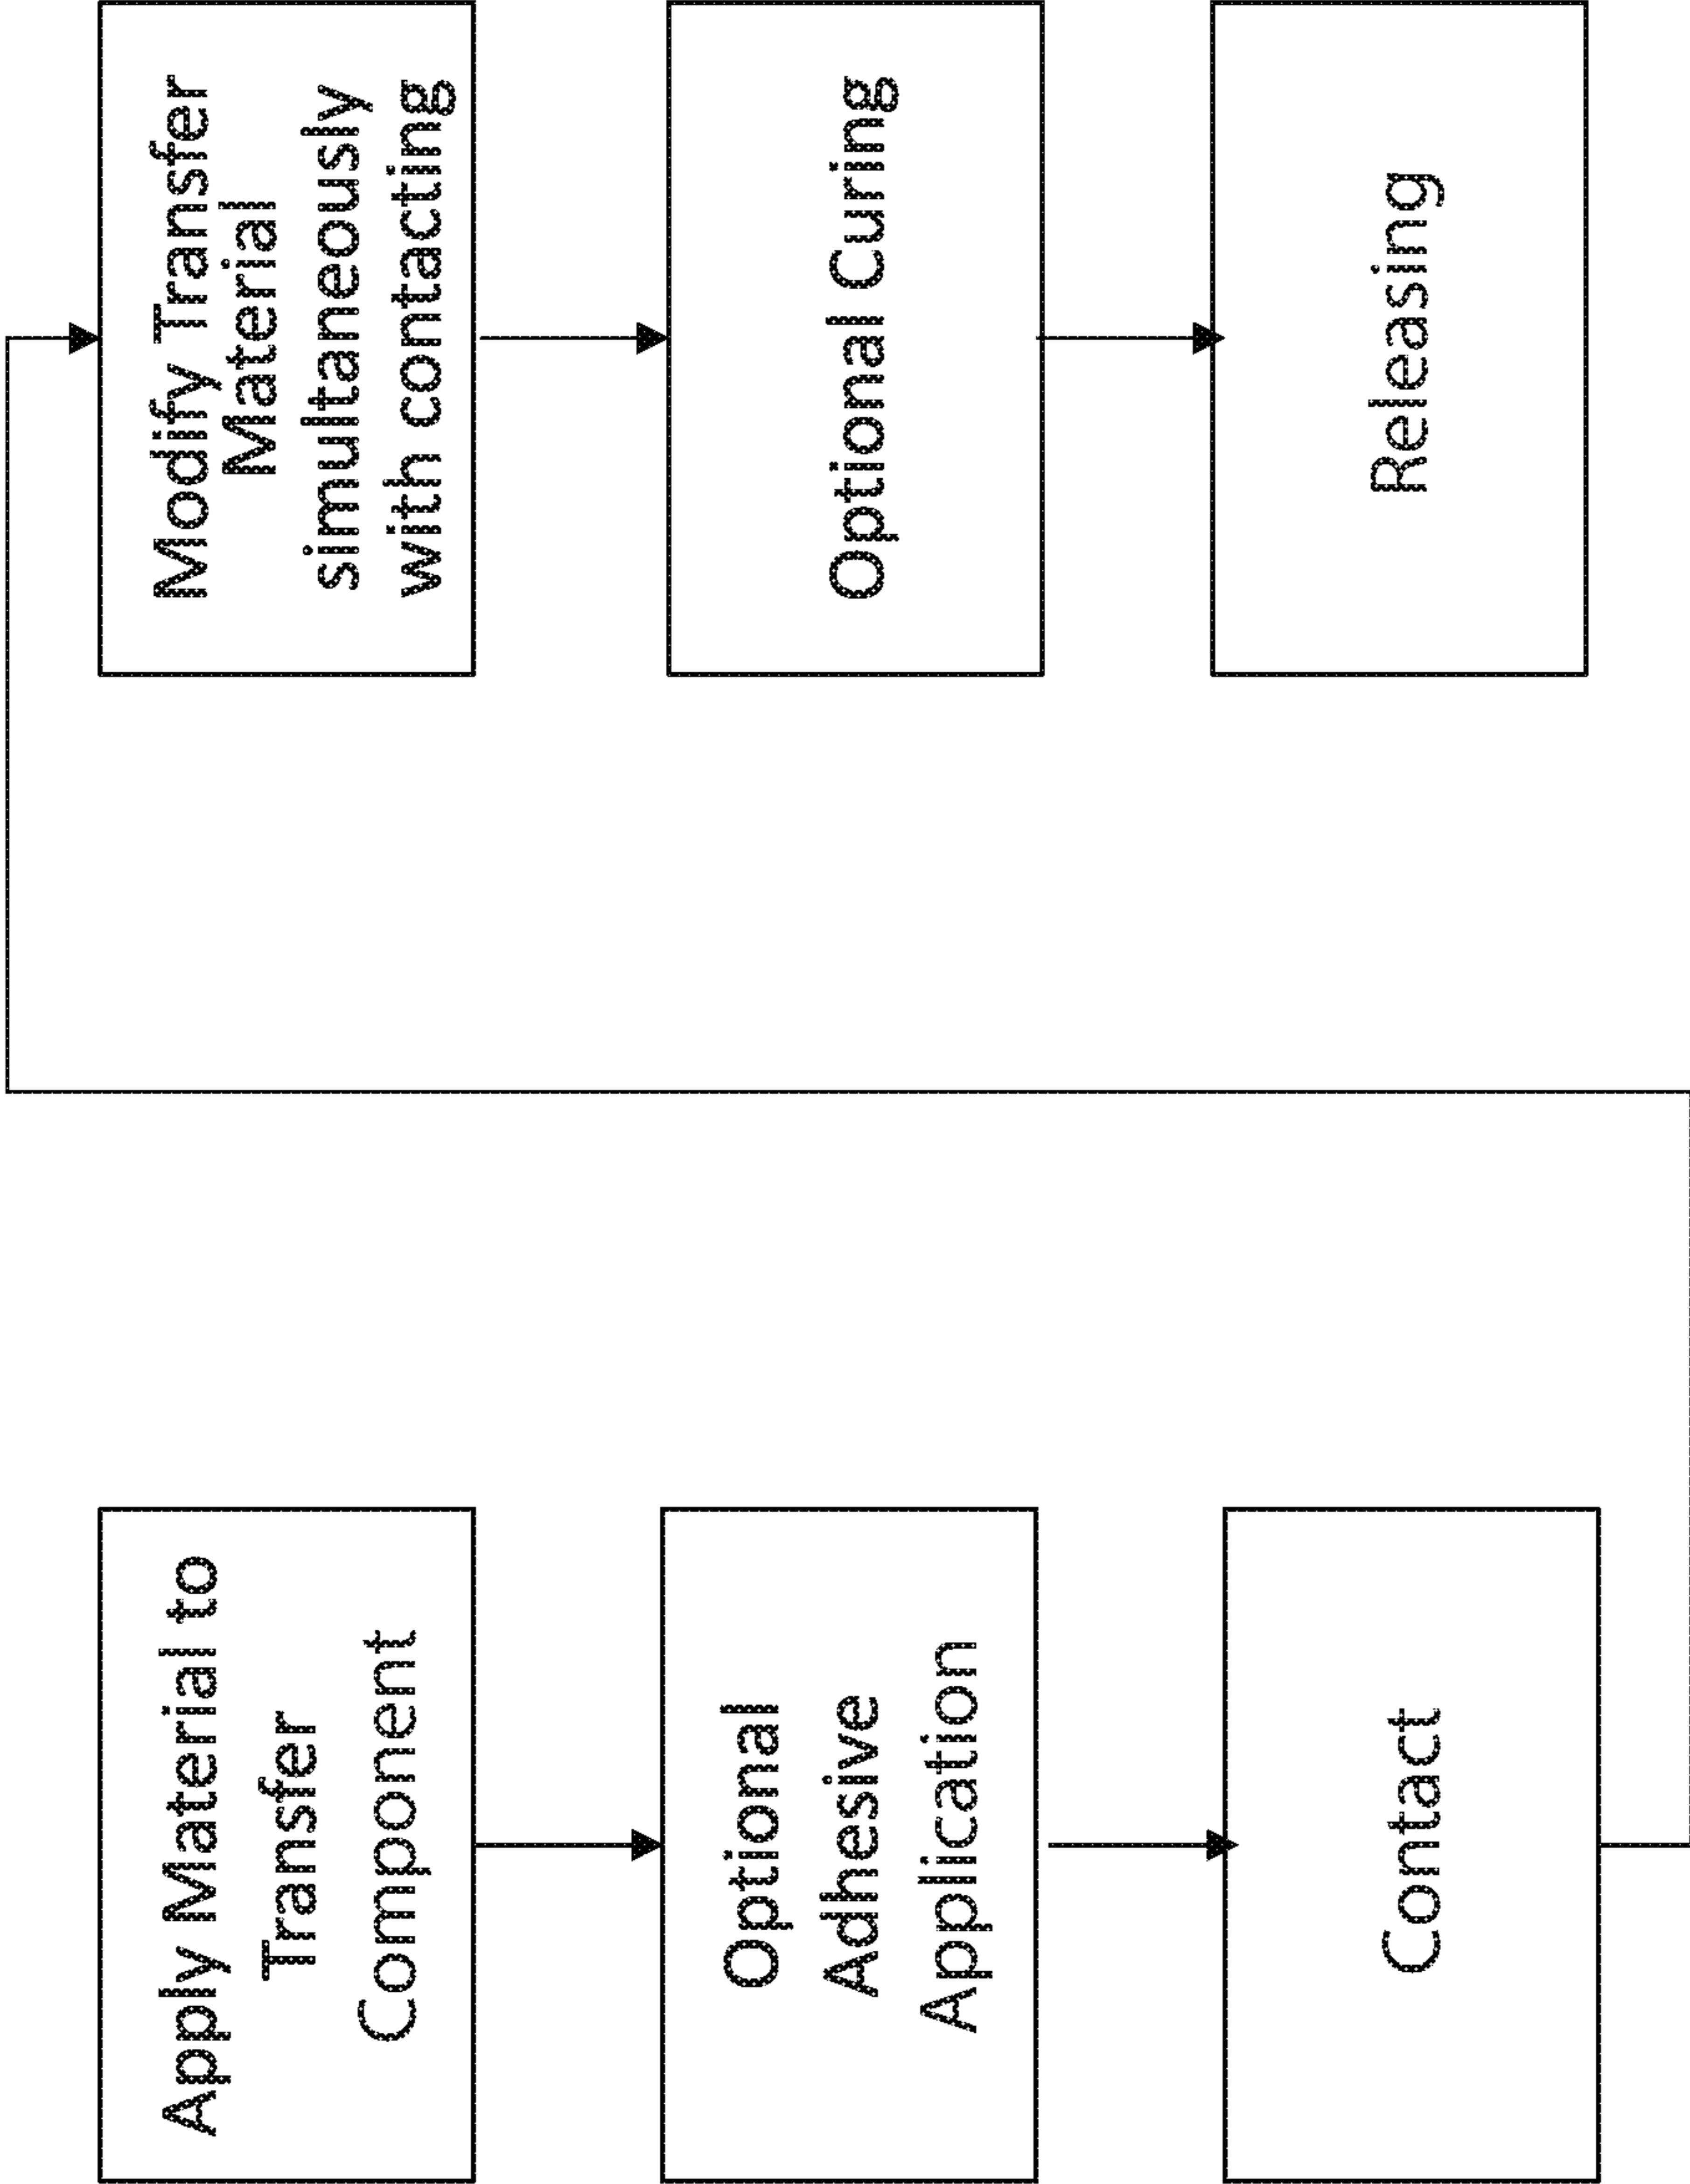 Apply Material to
Transfer
Component
Optional
Adhesive
Application
Contact
Modify Transfer
Material
simultaneously
with contacting
Optional Curing
Releasing